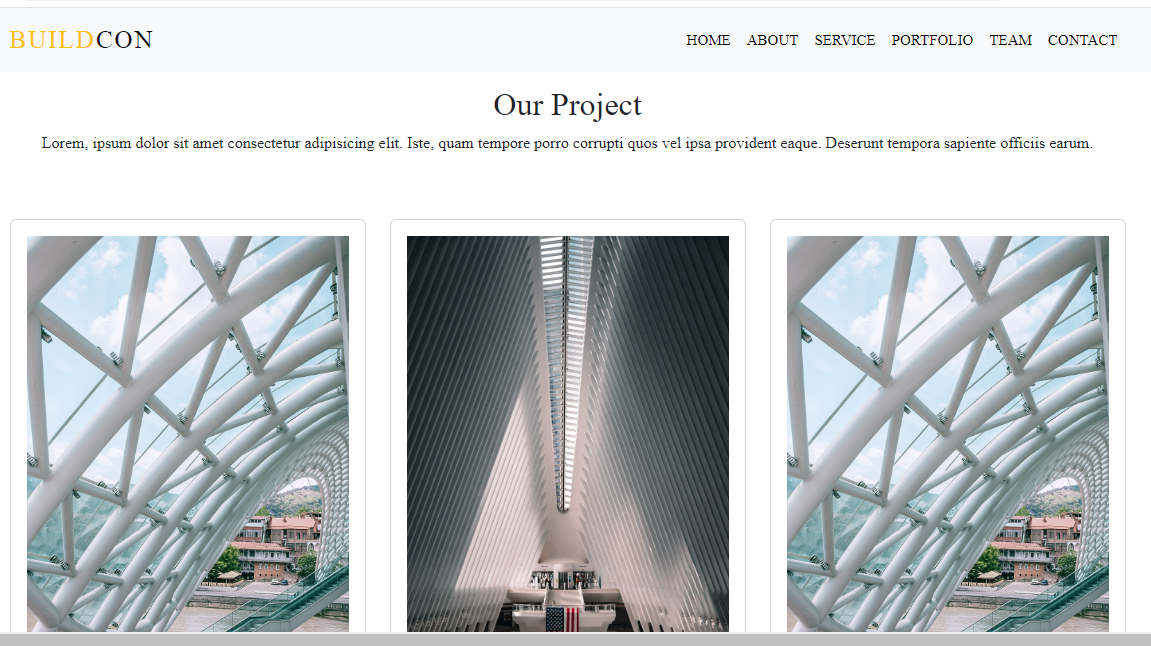 BUILDCON
HOME ABOUT SERVICE PORTFOLIO TEAM CONTACT
Our Project
Lorem, ipsum dolor sit amet consectetur adipisicing elit. Iste, quam tempore porro corrupti quos vel ipsa provident eaque. Deserunt tempora sapiente officiis earum.